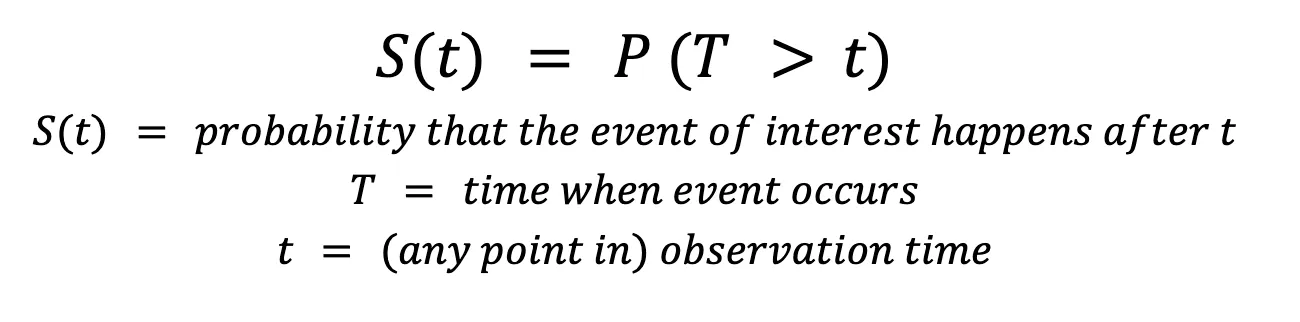 S(t) = P (T > t)
S(t) = probability that the event of interest happens after t
T = time when event occurs
t = (any point in) observation time